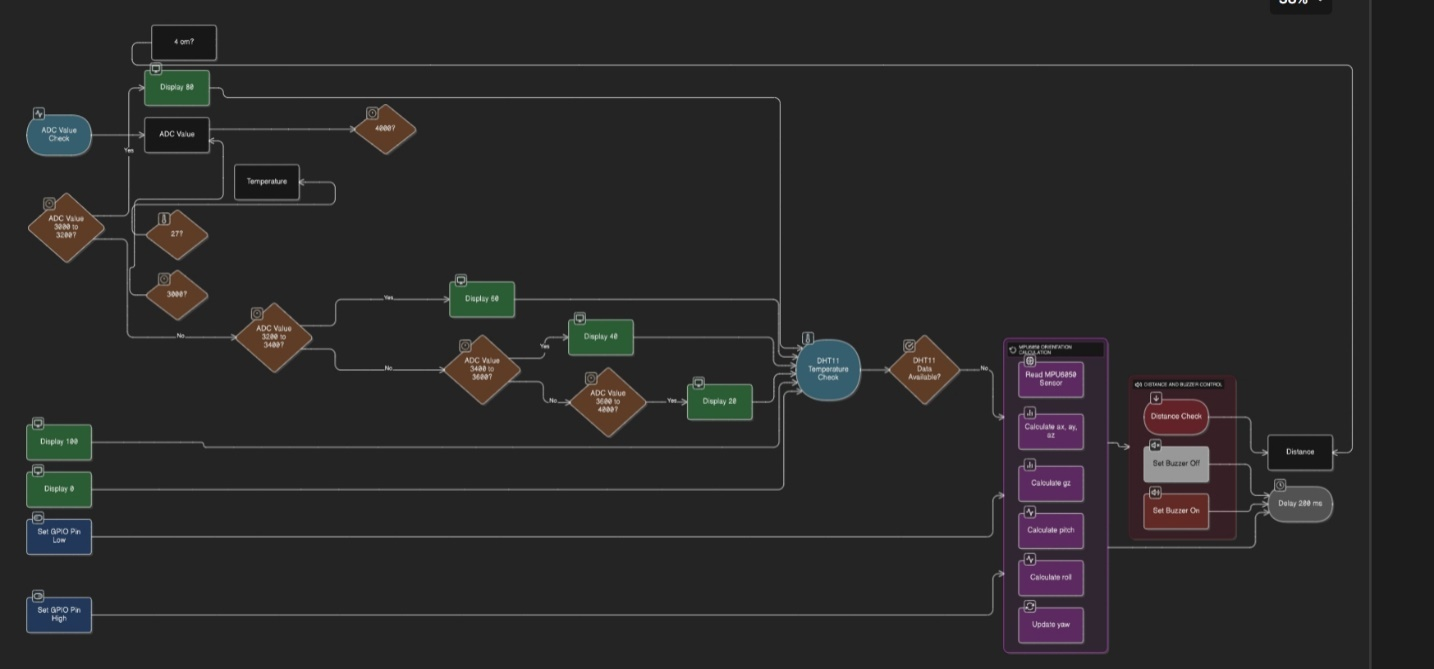 4 cm?
Display 80
ADC Value
Check
ADC Value
4000?
Yes
Temperature
ADC Value
3000 to
3200?
27?
3000?
No
ADC Value
3200 to
3400?
Yes
Display 60
No
ADC Value
3400 to
3600?
Yes
Display 40
No
ADC Value
3600 to
4000?
Yes
Display 20
DHT11
Temperature
Check
DHT11
Data
Available?
No
MPU6050 ORIENTATION
CALCULATION
Read MPU6050
Sensor
Calculate ax, ay,
az
Calculate gz
Calculate pitch
Calculate roll
Update yaw
DISTANCE AND BUZZER CONTROL
Distance Check
Set Buzzer Off
Set Buzzer On
Distance
Delay 200 ms
Display 100
Display 0
Set GPIO Pin
Low
Set GPIO Pin
High